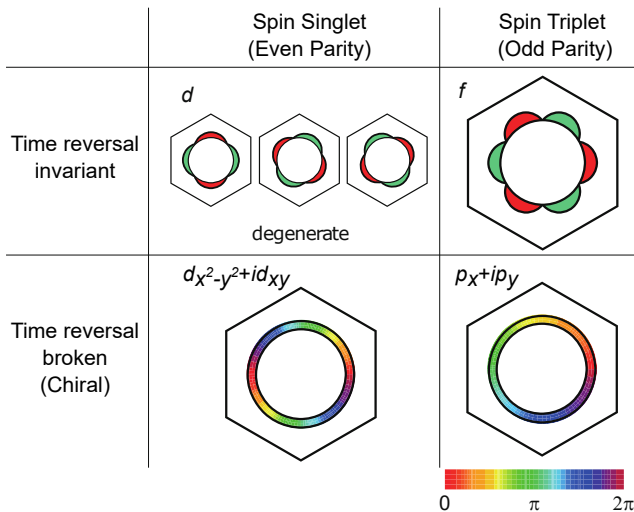 Spin Singlet
(Even Parity)
Spin Triplet
(Odd Parity)
Time reversal
invariant
d
degenerate
f
Time reversal
broken
(Chiral)
dx²-y²+idxy
px+ipy
0 π 2π